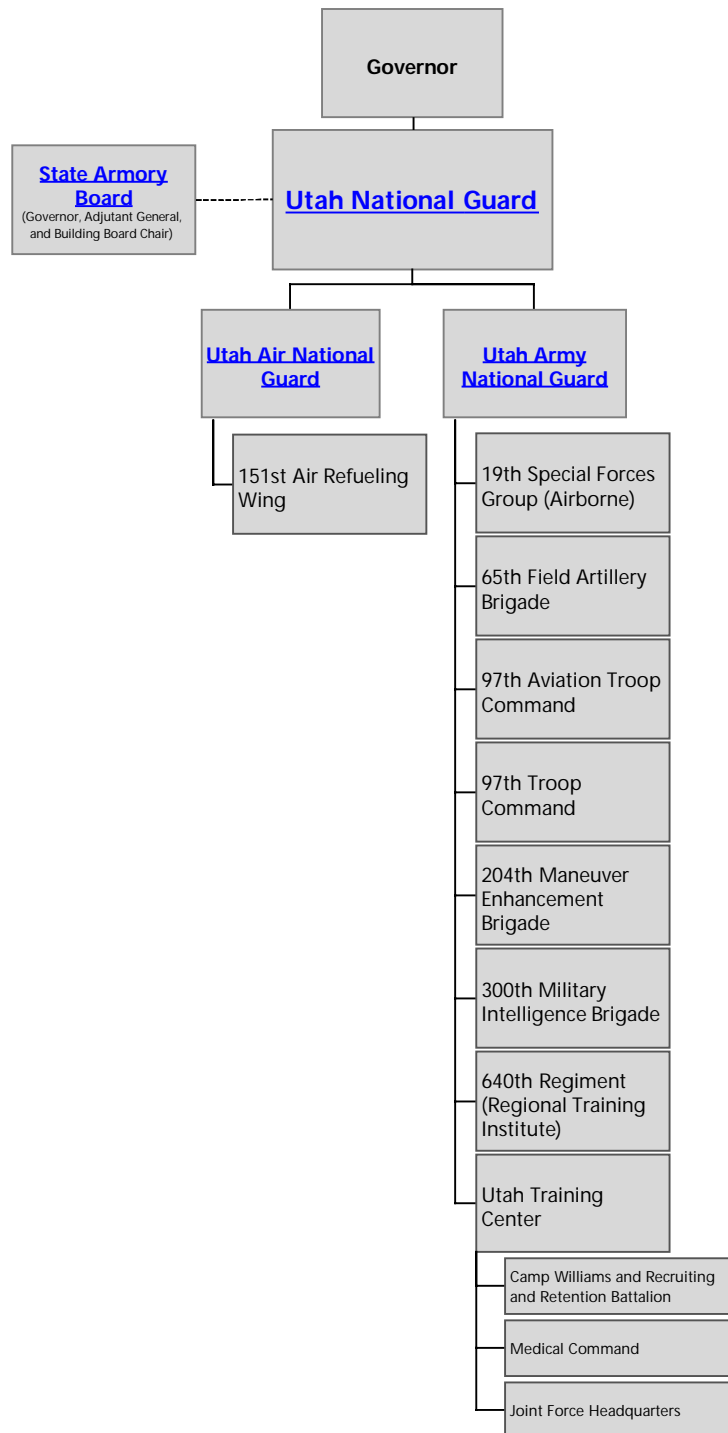 Governor
State Armory
Board
(Governor, Adjutant General,
and Building Board Chair)
Utah National Guard
Utah Air National
Guard
Utah Army
National Guard
151st Air Refueling
Wing
19th Special Forces
Group (Airborne)
65th Field Artillery
Brigade
97th Aviation Troop
Command
97th Troop
Command
204th Maneuver
Enhancement
Brigade
300th Military
Intelligence Brigade
640th Regiment
(Regional Training
Institute)
Utah Training
Center
Camp Williams and Recruiting
and Retention Battalion
Medical Command
Joint Force Headquarters